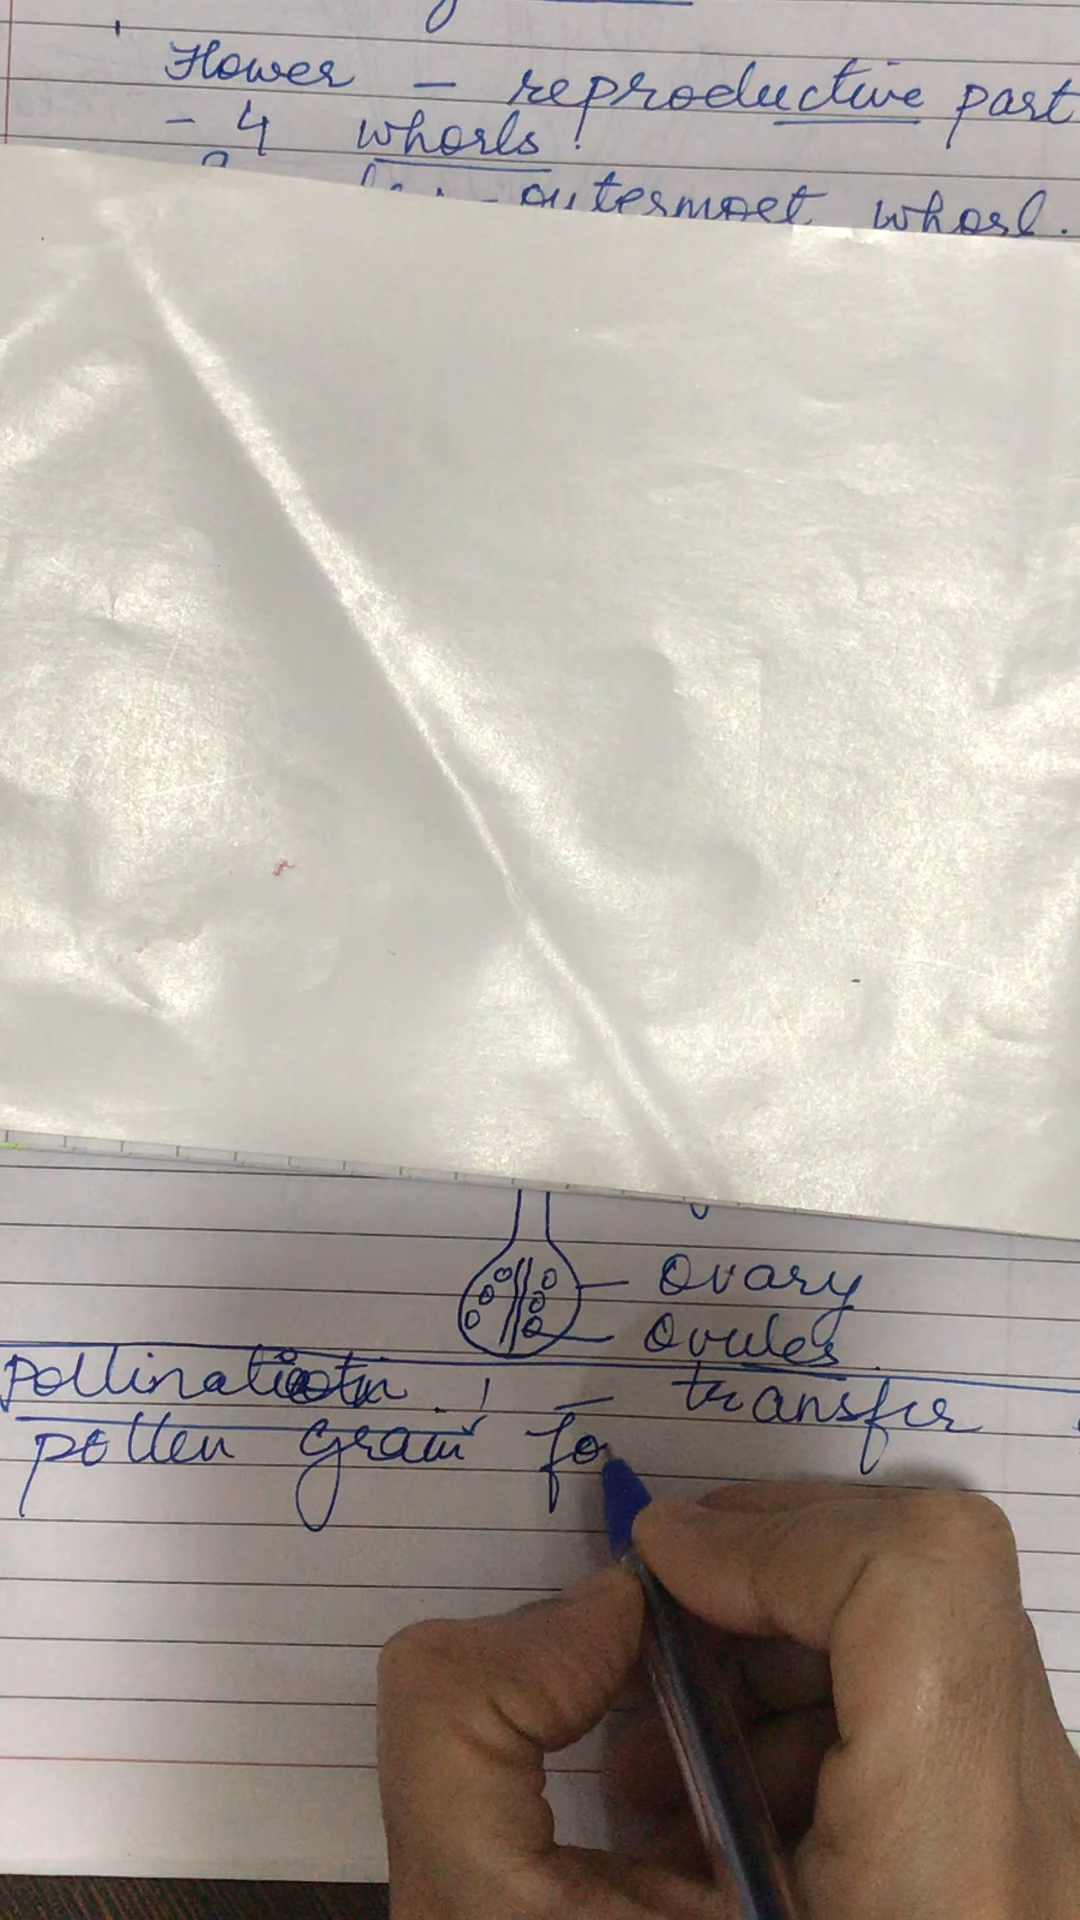 Flower - reproductive part
- 4 whorls!
- outermost whorl.
Ovary
Ovules
Pollination ! - transfer
pollen grain fo